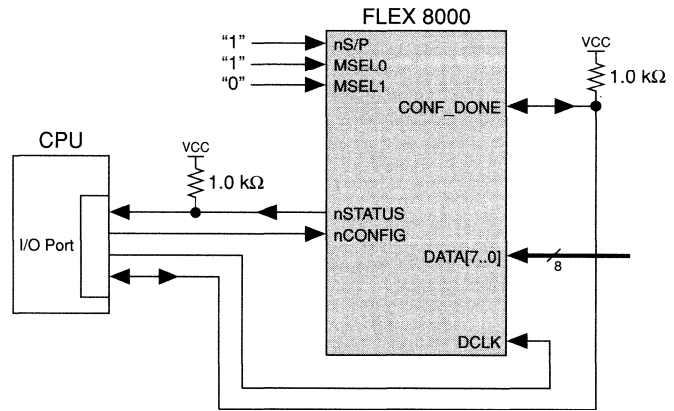 FLEX 8000
"1"
nS/P
"1"
MSEL0
"0"
MSEL1
VCC
1.0 kΩ
CONF_DONE
CPU
VCC
1.0 kΩ
nSTATUS
I/O Port
nCONFIG
DATA[7..0]
8
DCLK